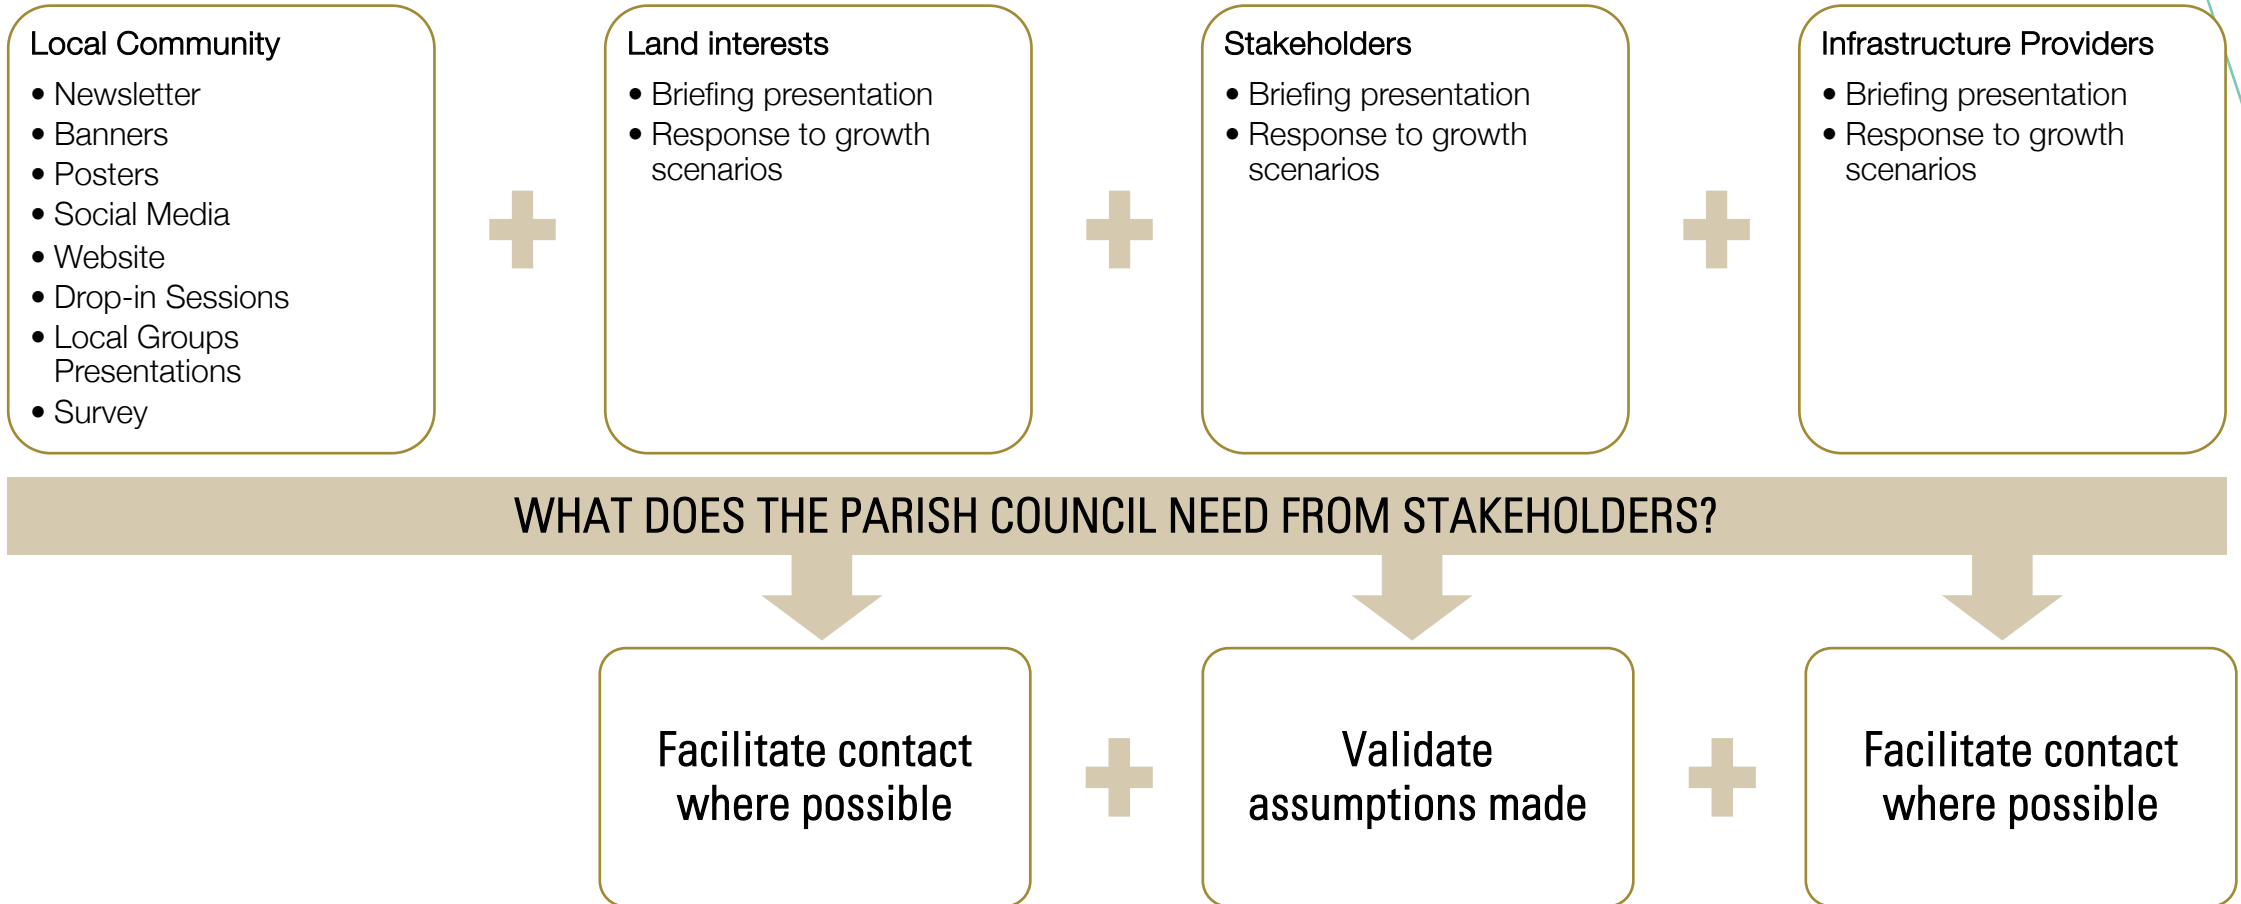 Local Community
• Newsletter
• Banners
• Posters
• Social Media
• Website
• Drop-in Sessions
• Local Groups
Presentations
• Survey
Land interests
• Briefing presentation
• Response to growth
scenarios
Stakeholders
• Briefing presentation
• Response to growth
scenarios
Infrastructure Providers
• Briefing presentation
• Response to growth
scenarios
WHAT DOES THE PARISH COUNCIL NEED FROM STAKEHOLDERS?
Facilitate contact
where possible
Validate
assumptions made
Facilitate contact
where possible